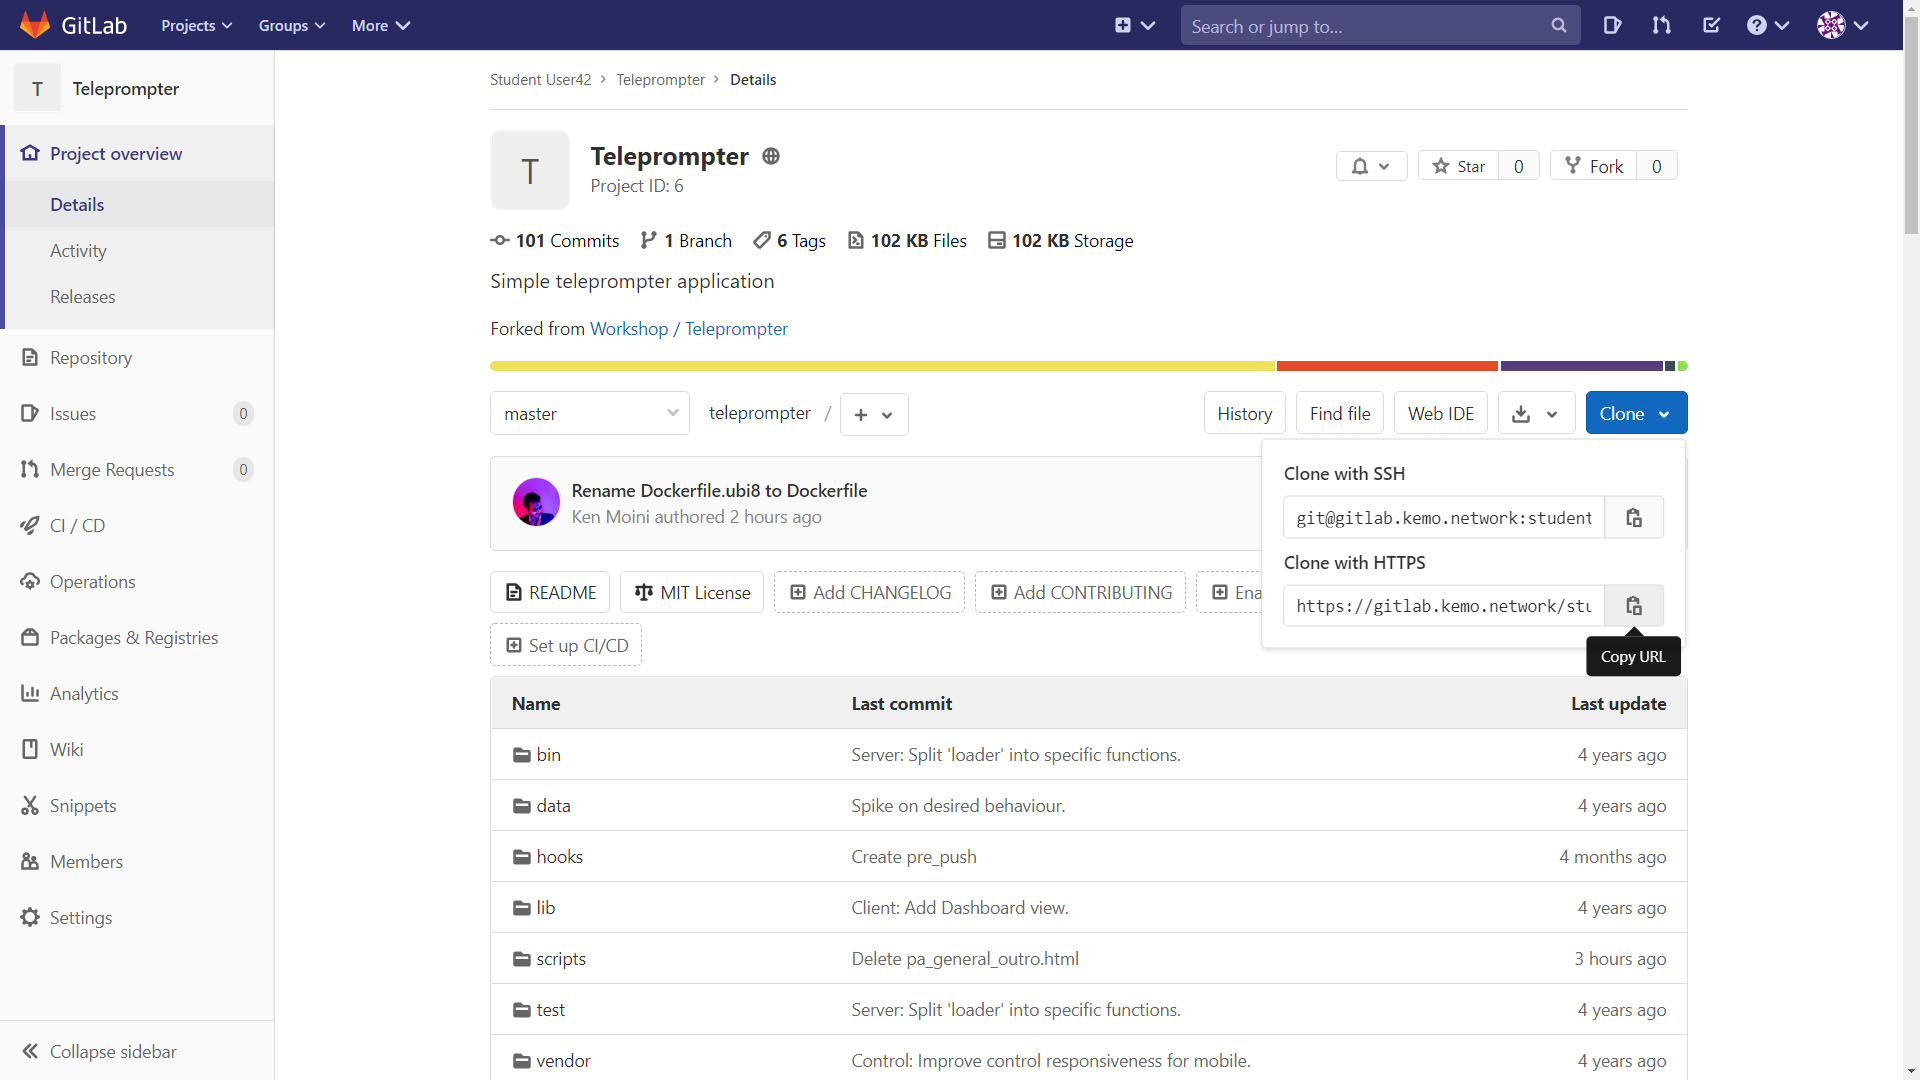 GitLab
Projects
Groups
More
Search or jump to...
T
Teleprompter
Project overview
Details
Activity
Releases
Repository
Issues
0
Merge Requests
0
CI / CD
Operations
Packages & Registries
Analytics
Wiki
Snippets
Members
Settings
Collapse sidebar
Student User42 > Teleprompter > Details
T
Teleprompter
Project ID: 6
Star
0
Fork
0
101 Commits
1 Branch
6 Tags
102 KB Files
102 KB Storage
Simple teleprompter application
Forked from Workshop / Teleprompter
master
teleprompter /
History
Find file
Web IDE
Clone
Clone with SSH
git@gitlab.kemo.network:student
Clone with HTTPS
https://gitlab.kemo.network/stu
Copy URL
Rename Dockerfile.ubi8 to Dockerfile
Ken Moini authored 2 hours ago
README
MIT License
Add CHANGELOG
Add CONTRIBUTING
Ena
Set up CI/CD
Name Last commit Last update
bin Server: Split 'loader' into specific functions. 4 years ago
data Spike on desired behaviour. 4 years ago
hooks Create pre_push 4 months ago
lib Client: Add Dashboard view. 4 years ago
scripts Delete pa_general_outro.html 3 hours ago
test Server: Split 'loader' into specific functions. 4 years ago
vendor Control: Improve control responsiveness for mobile. 4 years ago